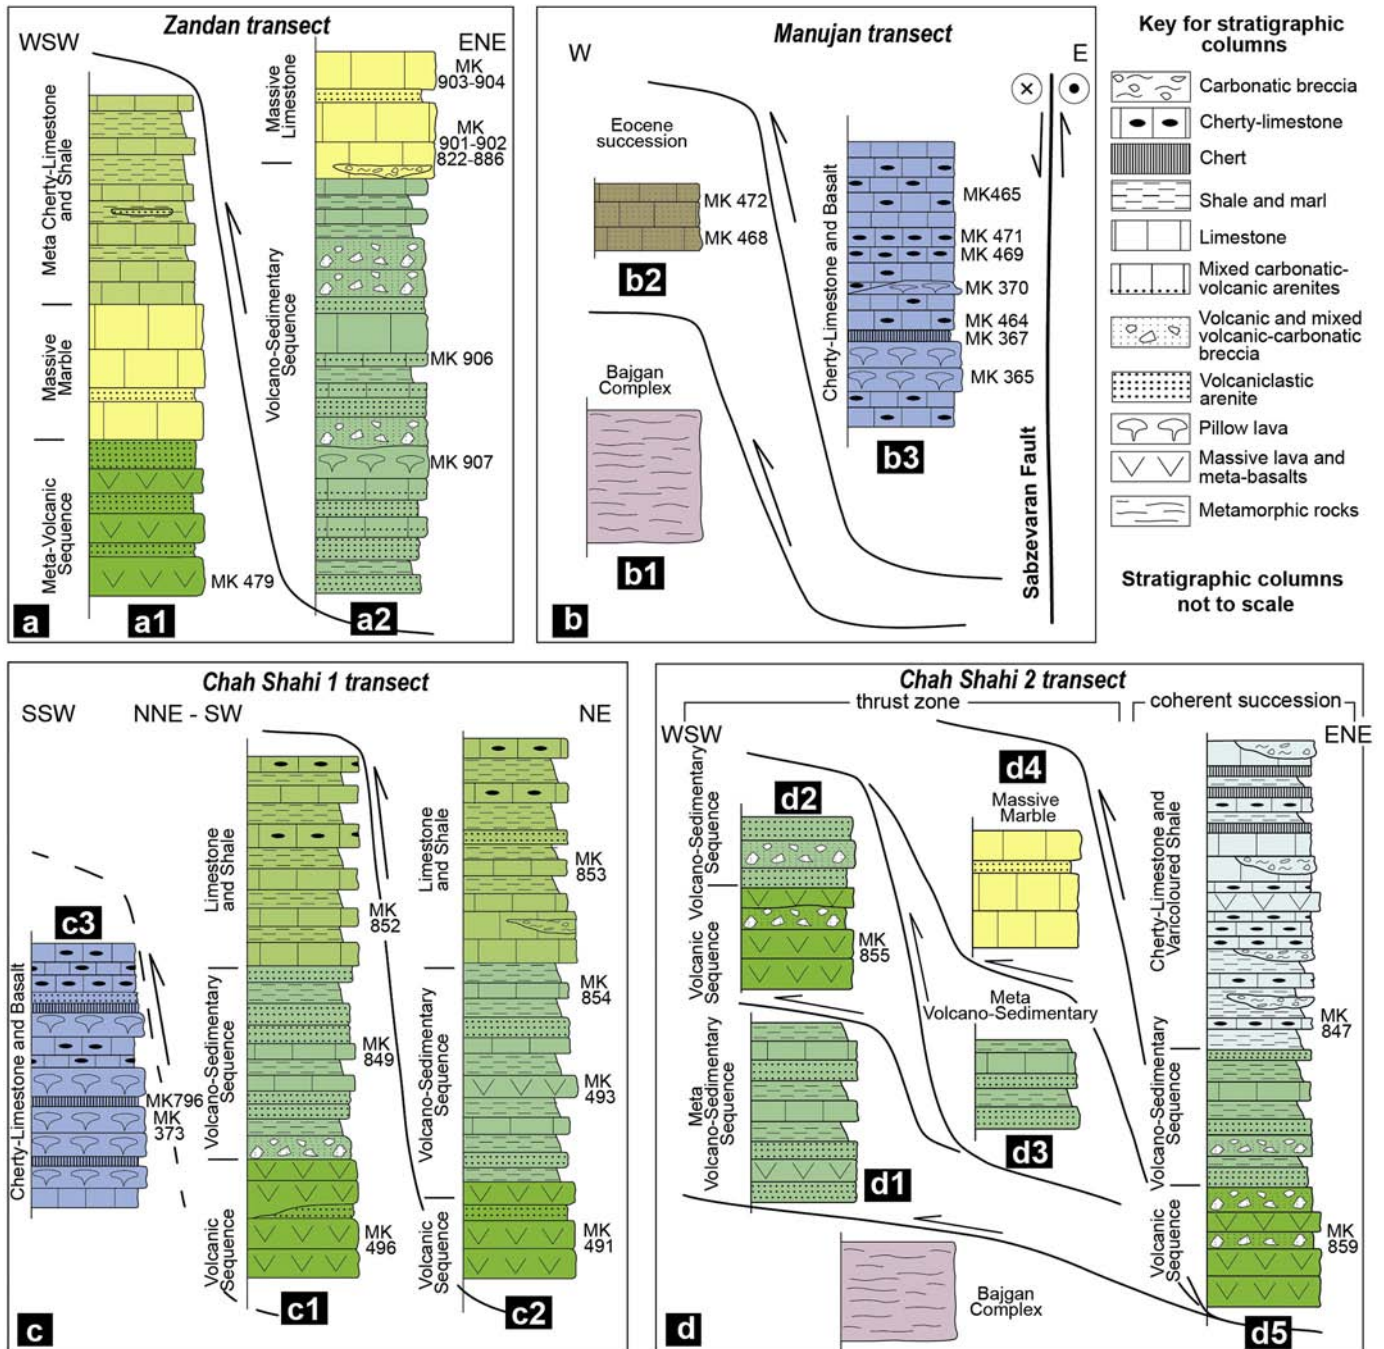 Zandan transect
WSW
ENE
Meta Cherty-Limestone
and Shale
Massive
Marble
Meta-Volcanic
Sequence
MK 479
a
a1
Massive
Limestone
Volcano-Sedimentary
Sequence
MK
903-904
MK
901-902
822-886
MK 906
MK 907
a2
Manujan transect
W
E
Eocene
succession
MK 472
MK 468
b2
Bajgan
Complex
b1
b
Cherty-Limestone and Basalt
MK465
MK 471
MK 469
MK 370
MK 464
MK 367
MK 365
b3
Sabzevaran Fault
Key for stratigraphic
columns
Carbonatic breccia
Cherty-limestone
Chert
Shale and marl
Limestone
Mixed carbonatic-
volcanic arenites
Volcanic and mixed
volcanic-carbonatic
breccia
Volcaniclastic
arenite
Pillow lava
Massive lava and
meta-basalts
Metamorphic rocks
Stratigraphic columns
not to scale
Chah Shahi 1 transect
SSW
NNE - SW
NE
c3
Cherty-Limestone and Basalt
MK796
MK
373
Limestone
and Shale
Volcano-Sedimentary
Sequence
Volcanic
Sequence
MK
852
MK
849
MK
496
c1
Limestone
and Shale
Volcano-Sedimentary
Sequence
Volcanic
Sequence
MK
853
MK
854
MK
493
MK
491
c2
c
Chah Shahi 2 transect
thrust zone
coherent succession
WSW
ENE
Volcano-Sedimentary
Sequence
Volcanic
Sequence
d2
MK
855
Meta
Volcano-Sedimentary
Sequence
d1
d4
Massive
Marble
Meta
Volcano-Sedimentary
d3
Bajgan
Complex
Cherty-Limestone and
Varicoloured Shale
Volcano-Sedimentary
Sequence
Volcanic
Sequence
MK
847
MK
859
d5
d